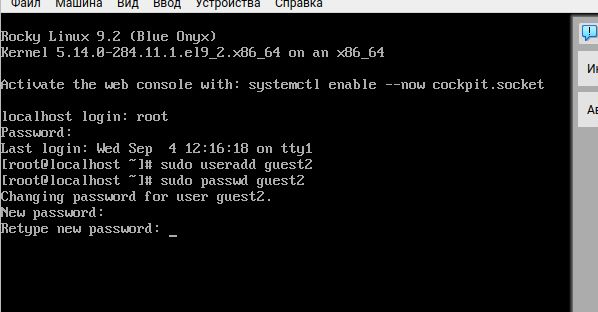 Файл Машина Вид Ввод Устройства Справка
Rocky Linux 9.2 (Blue Onyx)
Kernel 5.14.0-284.11.1.el9_2.x86_64 on an x86_64
Activate the web console with: systemctl enable --now cockpit.socket
localhost login: root
Password:
Last login: Wed Sep  4 12:16:18 on tty1
[root@localhost ~]# sudo useradd guest2
[root@localhost ~]# sudo passwd guest2
Changing password for user guest2.
New password:
Retype new password: _
Ин
Ав